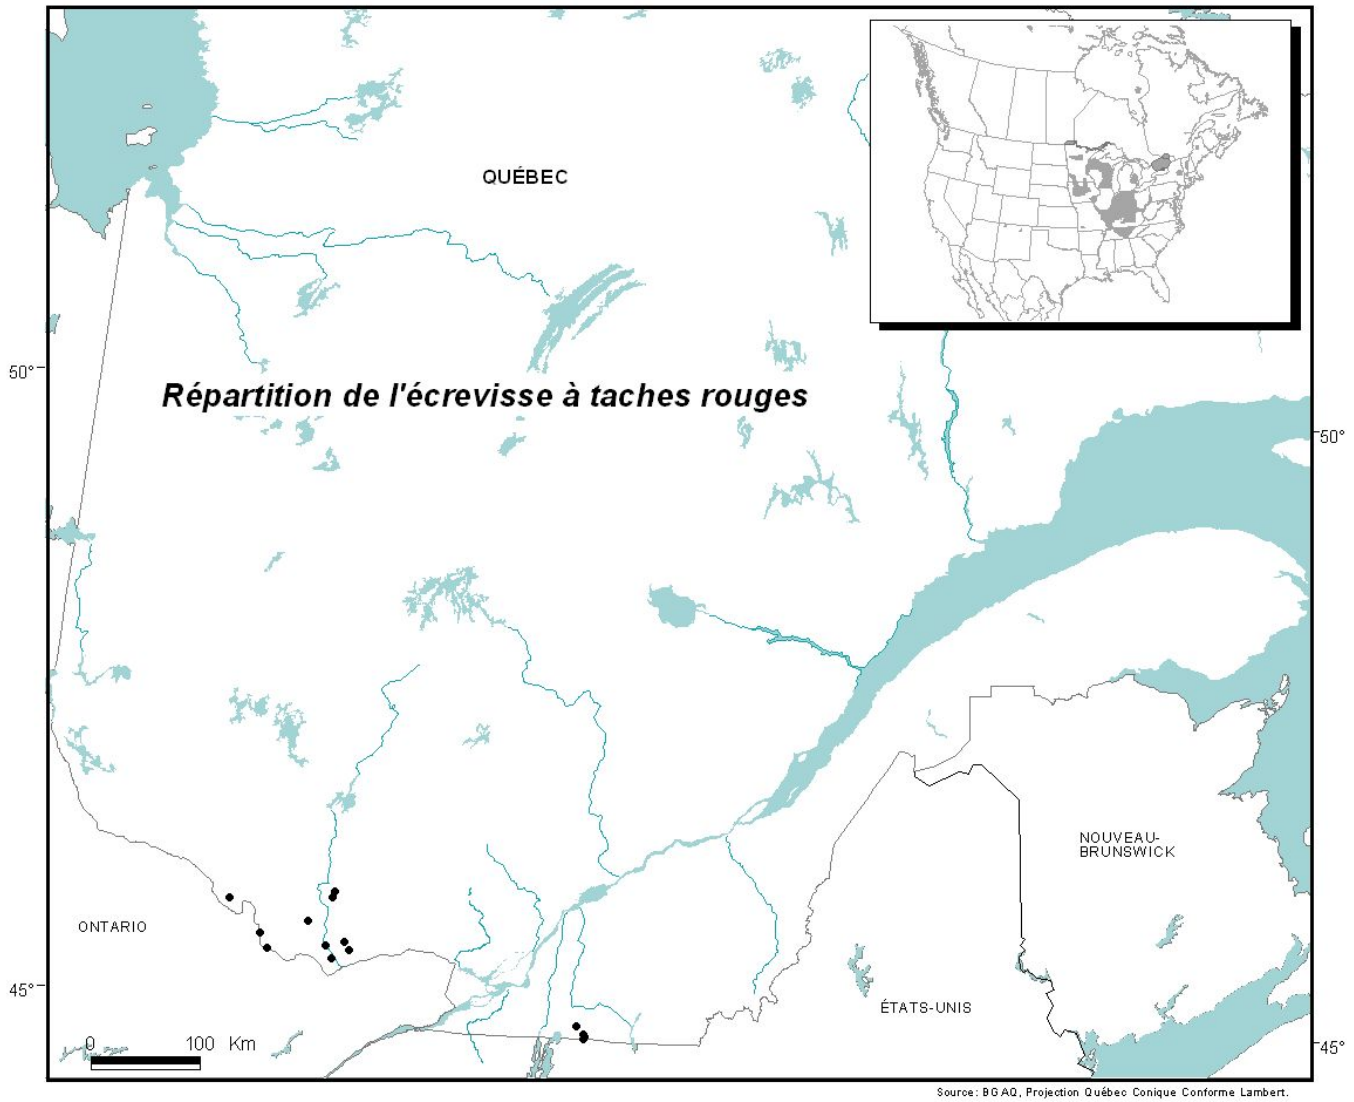 QUÉBEC
50°
Répartition de l'écrevisse à taches rouges
50°
NOUVEAU-
BRUNSWICK
ONTARIO
45°
ÉTATS-UNIS
0 100 Km
45°
Source: BGAQ, Projection Québec Conique Conforme Lambert.